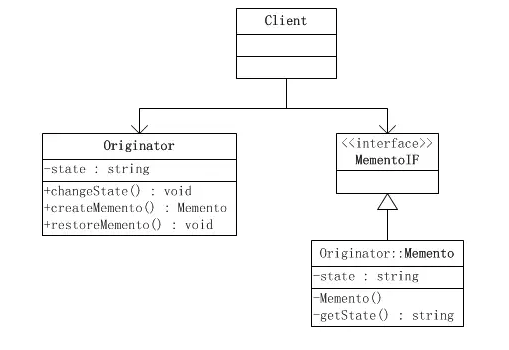 Client
Originator
-state : string
+changeState() : void
+createMemento() : Memento
+restoreMemento() : void
<<interface>>
MementoIF
Originator::Memento
-state : string
-Memento()
-getState() : string